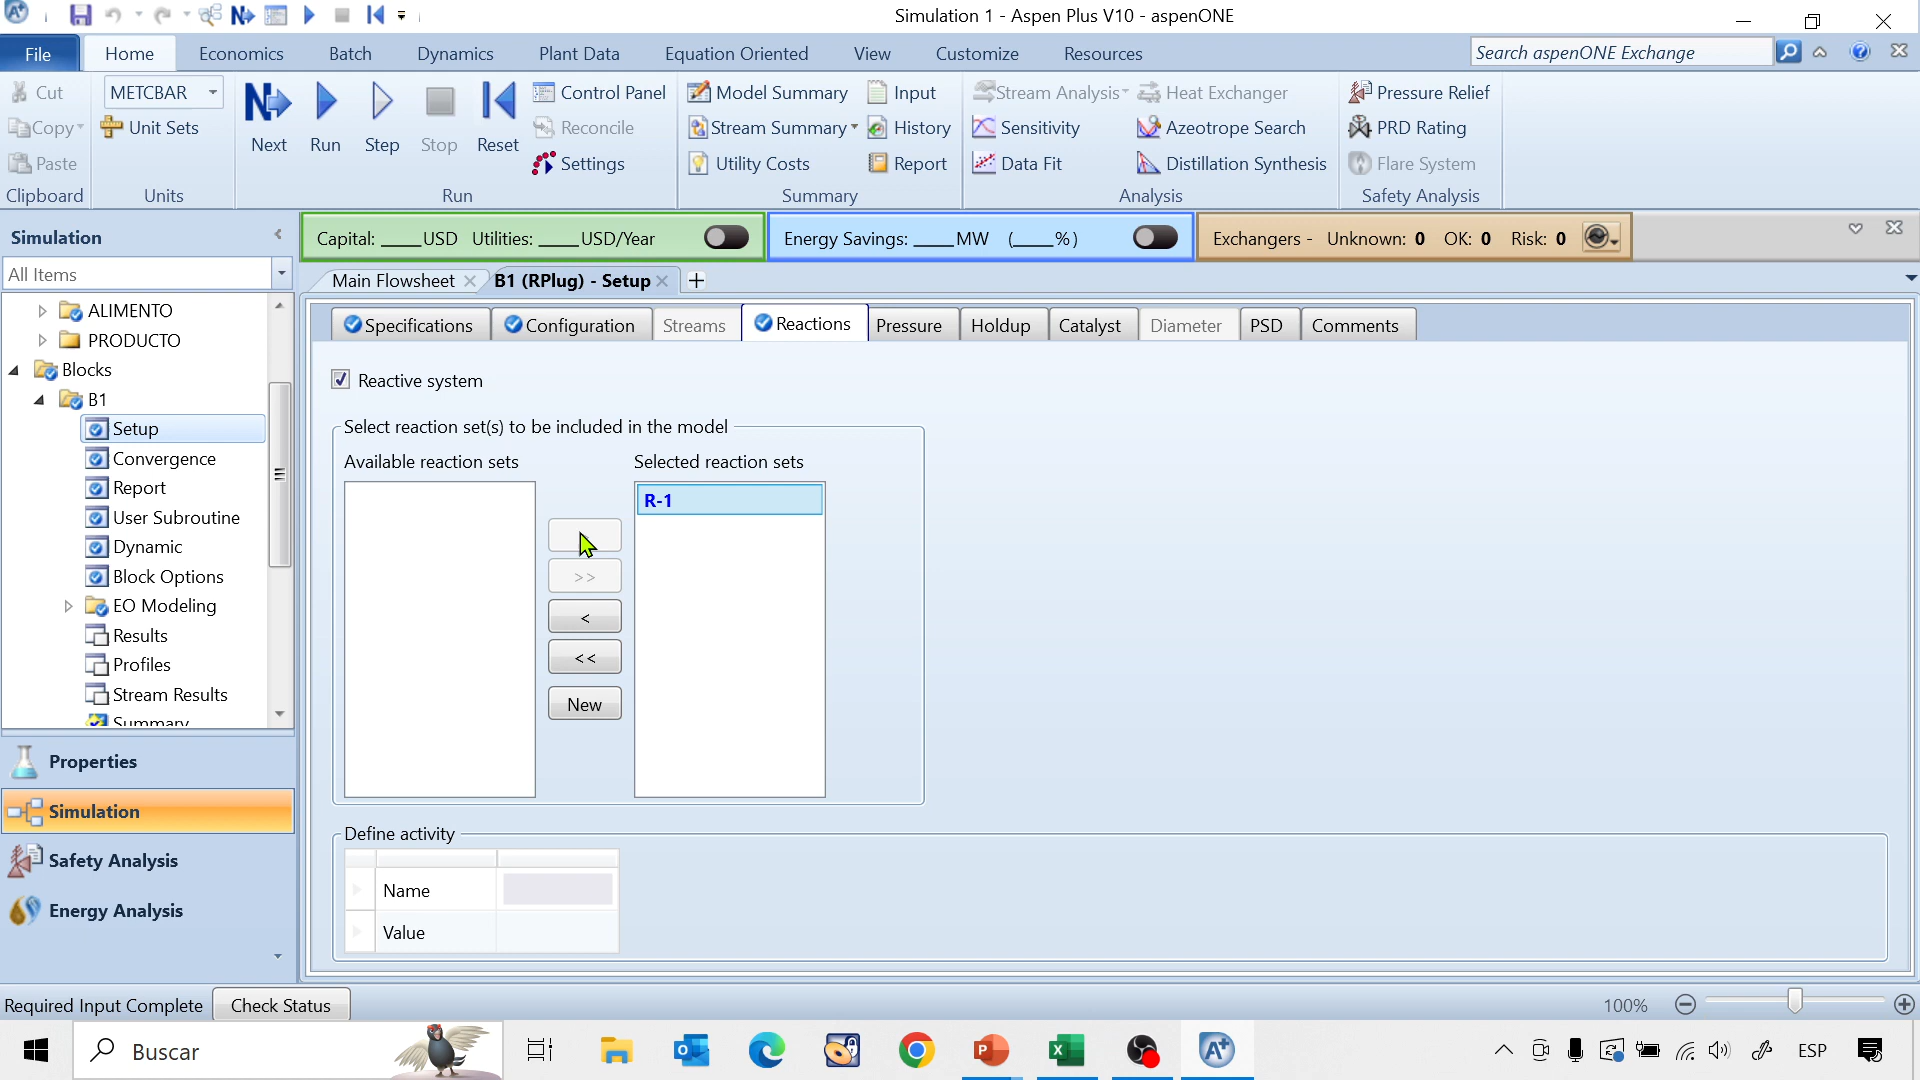 Simulation 1 - Aspen Plus V10 - aspenONE
File Home Economics Batch Dynamics Plant Data Equation Oriented View Customize Resources Search aspenONE Exchange
Cut METCBAR Control Panel Model Summary Input Stream Analysis Heat Exchanger Pressure Relief
Copy Unit Sets Next Run Step Stop Reset Reconcile Stream Summary History Sensitivity Azeotrope Search PRD Rating
Paste Settings Utility Costs Report Data Fit Distillation Synthesis Flare System
Clipboard Units Run Summary Analysis Safety Analysis
Simulation Capital: ____USD Utilities: ____USD/Year Energy Savings: ____MW (____%) Exchangers - Unknown: 0 OK: 0 Risk: 0
All Items Main Flowsheet B1 (RPlug) - Setup
ALIMENTO Specifications Configuration Streams Reactions Pressure Holdup Catalyst Diameter PSD Comments
PRODUCTO
Blocks
Reactive system
B1
Setup
Select reaction set(s) to be included in the model
Convergence
Available reaction sets Selected reaction sets
Report
R-1
User Subroutine
Dynamic
Block Options
>>
EO Modeling
<
Results
<<
Profiles
Stream Results
New
Summary
Properties
Simulation
Define activity
Safety Analysis
Name
Energy Analysis
Value
Required Input Complete Check Status 100%
Buscar ESP